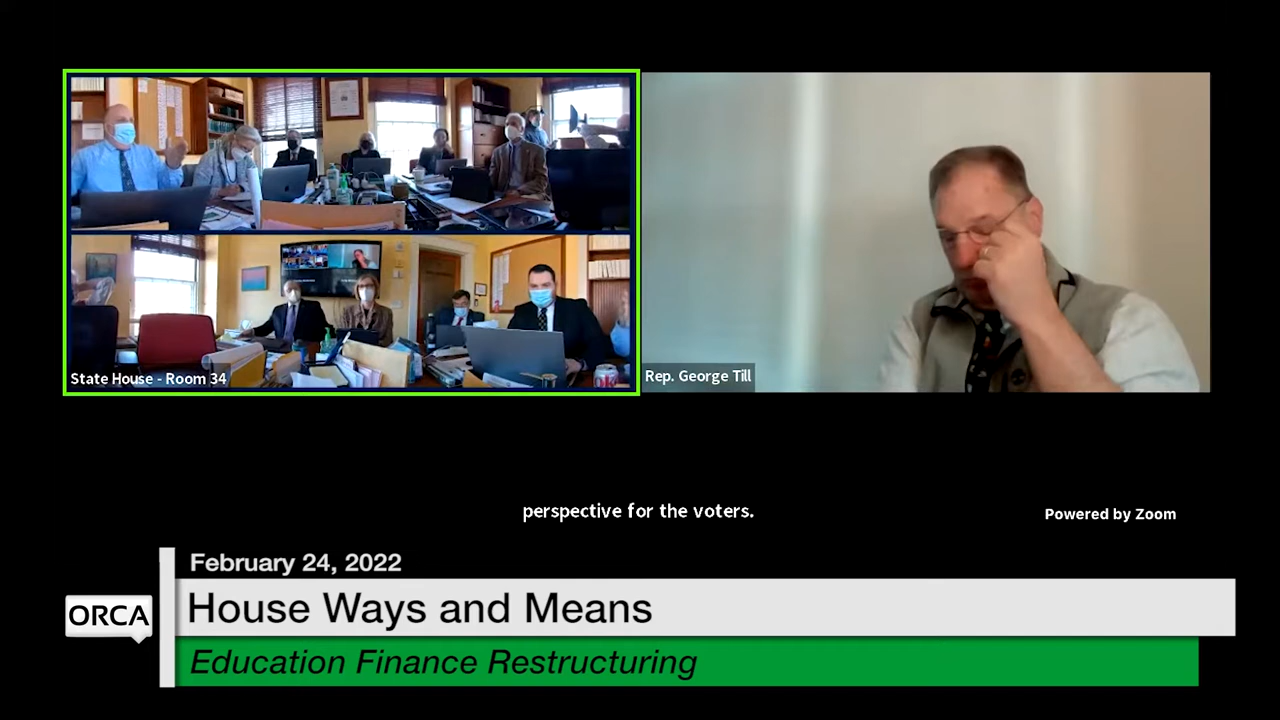 State House - Room 34
Rep. George Till
perspective for the voters.
Powered by Zoom
February 24, 2022
ORCA
House Ways and Means
Education Finance Restructuring